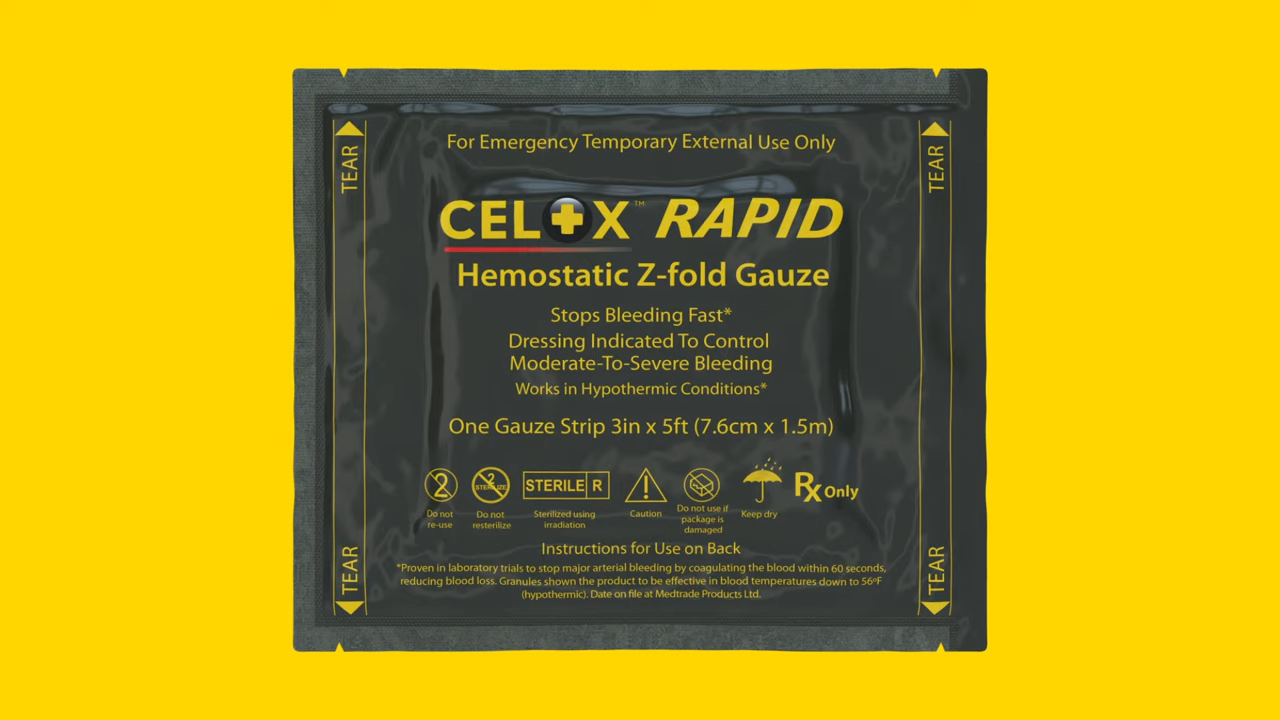 For Emergency Temporary External Use Only
TEAR
TEAR
CELOX™ RAPID
Hemostatic Z-fold Gauze
Stops Bleeding Fast*
Dressing Indicated To Control
Moderate-To-Severe Bleeding
Works in Hypothermic Conditions*
One Gauze Strip 3in x 5ft (7.6cm x 1.5m)
2
2
STERILIZE
STERILE R
!
Rx Only
Do not
re-use
Do not
resterilize
Sterilized using
irradiation
Caution
Do not use if
package is
damaged
Keep dry
TEAR
TEAR
Instructions for Use on Back
*Proven in laboratory trials to stop major arterial bleeding by coagulating the blood within 60 seconds,
reducing blood loss. Granules shown the product to be effective in blood temperatures down to 56ºF
(hypothermic). Date on file at Medtrade Products Ltd.